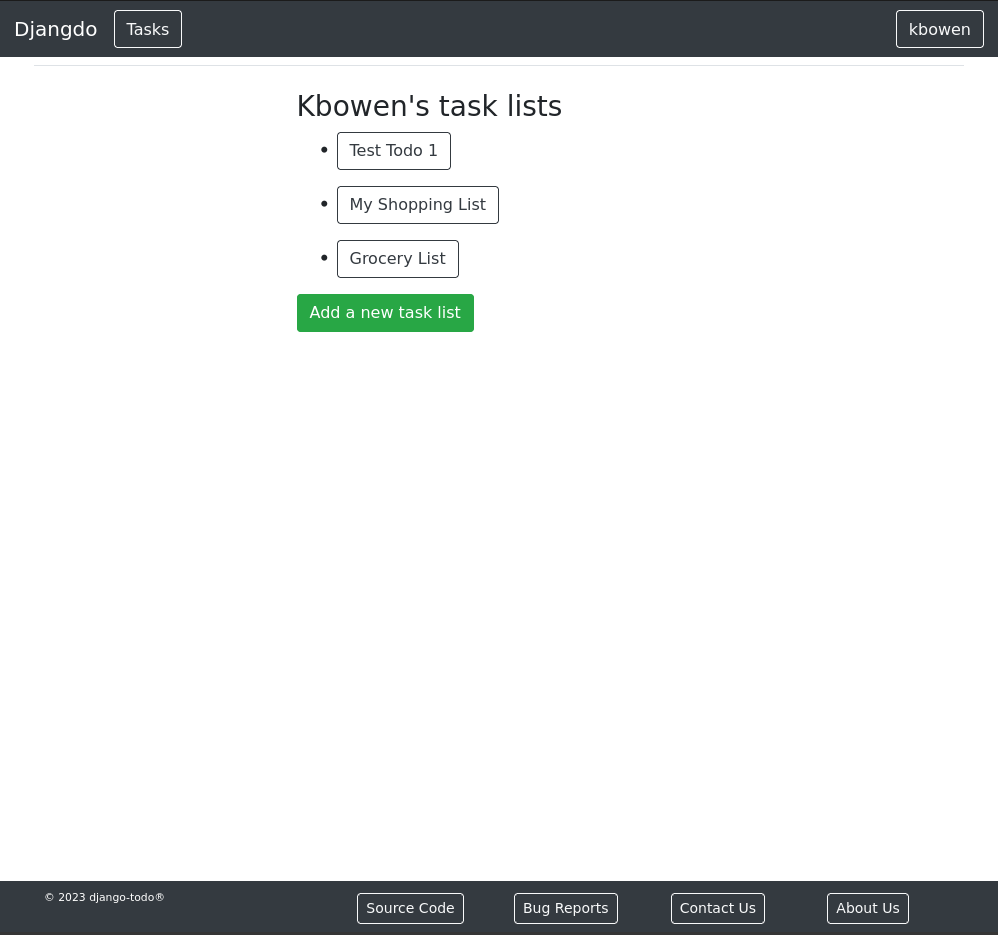 Djangdo Tasks kbowen
Kbowen's task lists
Test Todo 1
My Shopping List
Grocery List
Add a new task list
© 2023 django-todo®
Source Code Bug Reports Contact Us About Us